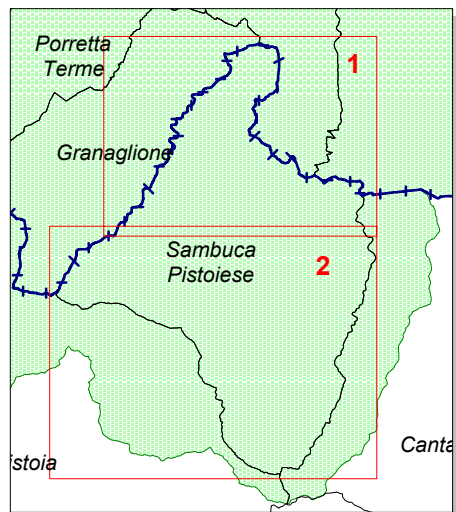 Porretta
Terme
1
Granaglione
Sambuca
Pistoiese
2
Canta
istoia